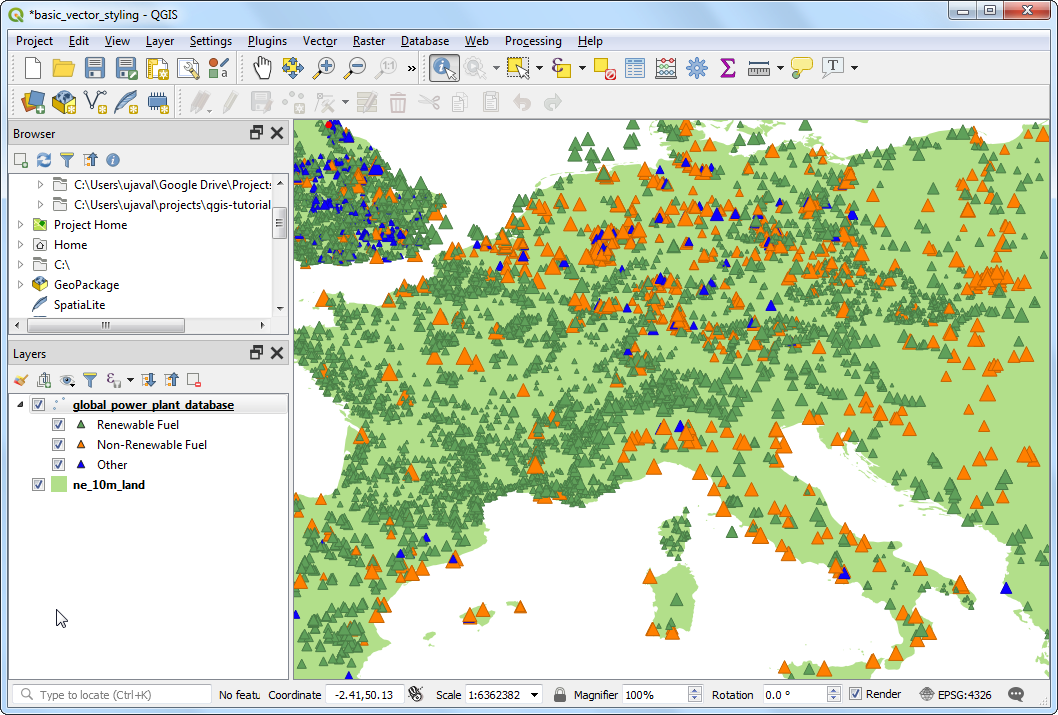 *basic_vector_styling - QGIS
Project Edit View Layer Settings Plugins Vector Raster Database Web Processing Help
1:1 »
ε
Σ
T
Browser
C:\Users\ujaval\Google Drive\Projects
C:\Users\ujaval\projects\qgis-tutorial
Project Home
Home
C:\
GeoPackage
SpatiaLite
Layers
ε
global_power_plant_database
Renewable Fuel
Non-Renewable Fuel
Other
ne_10m_land
Type to locate (Ctrl+K) No featu Coordinate -2.41,50.13 Scale 1:6362382 Magnifier 100% Rotation 0.0 ° Render EPSG:4326